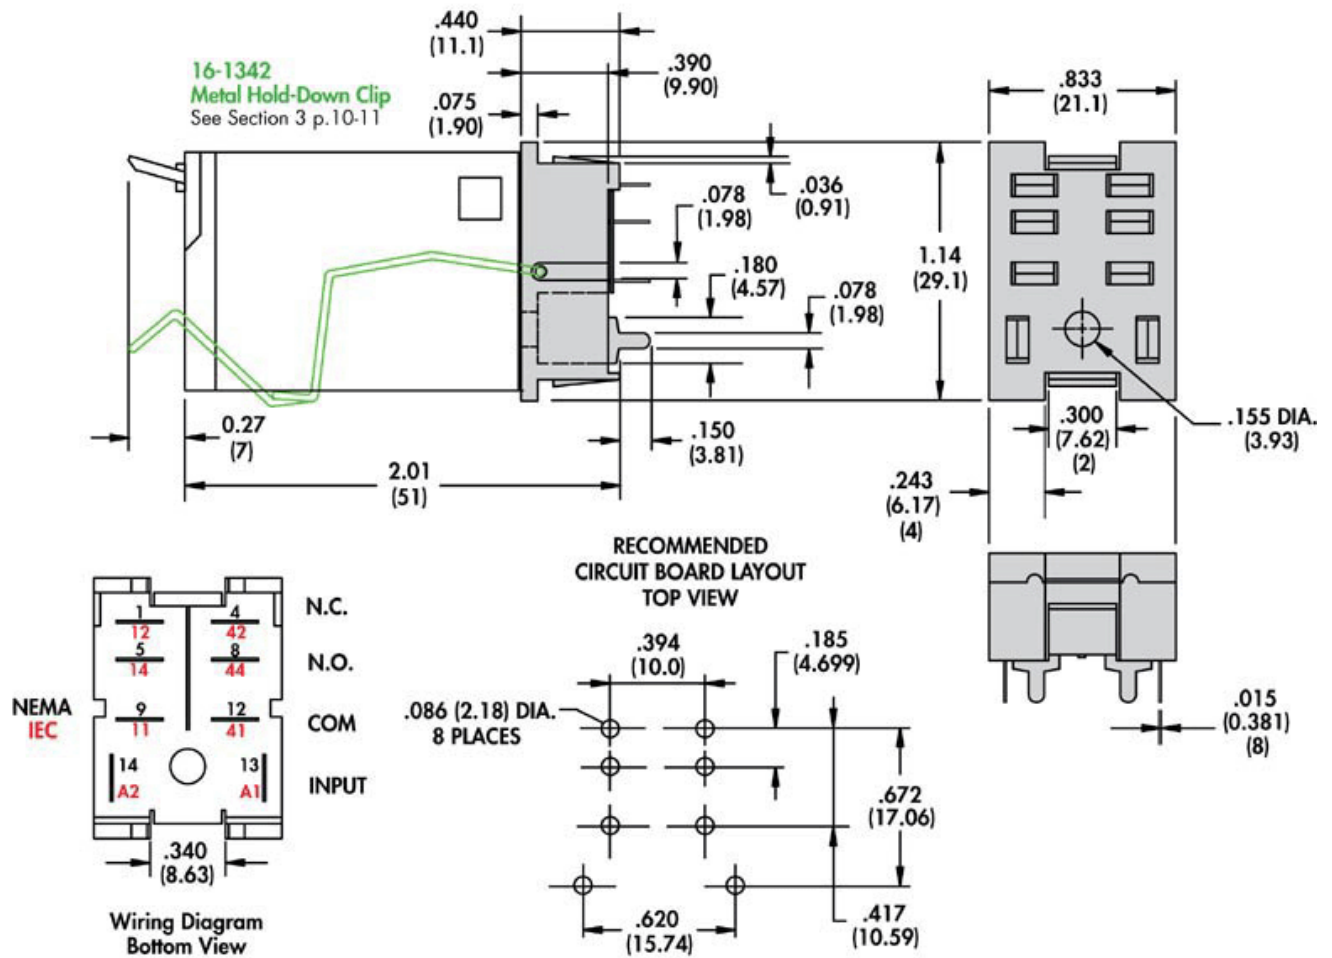 .440
(11.1)
.390
(9.90)
16-1342
Metal Hold-Down Clip
See Section 3 p.10-11
.075
(1.90)
.833
(21.1)
.078
(1.98)
.036
(0.91)
.180
(4.57)
.078
(1.98)
1.14
(29.1)
0.27
(7)
2.01
(51)
.150
(3.81)
.300
(7.62)
(2)
.155 DIA.
(3.93)
.243
(6.17)
(4)
RECOMMENDED
CIRCUIT BOARD LAYOUT
TOP VIEW
1 4 N.C.
12 42
5 8 N.O.
14 44
NEMA
IEC
9 12 COM
11 41
14 13 INPUT
A2 A1
.340
(8.63)
Wiring Diagram
Bottom View
.394
(10.0)
.185
(4.699)
.086 (2.18) DIA.
8 PLACES
.672
(17.06)
.620
(15.74)
.417
(10.59)
.015
(0.381)
(8)